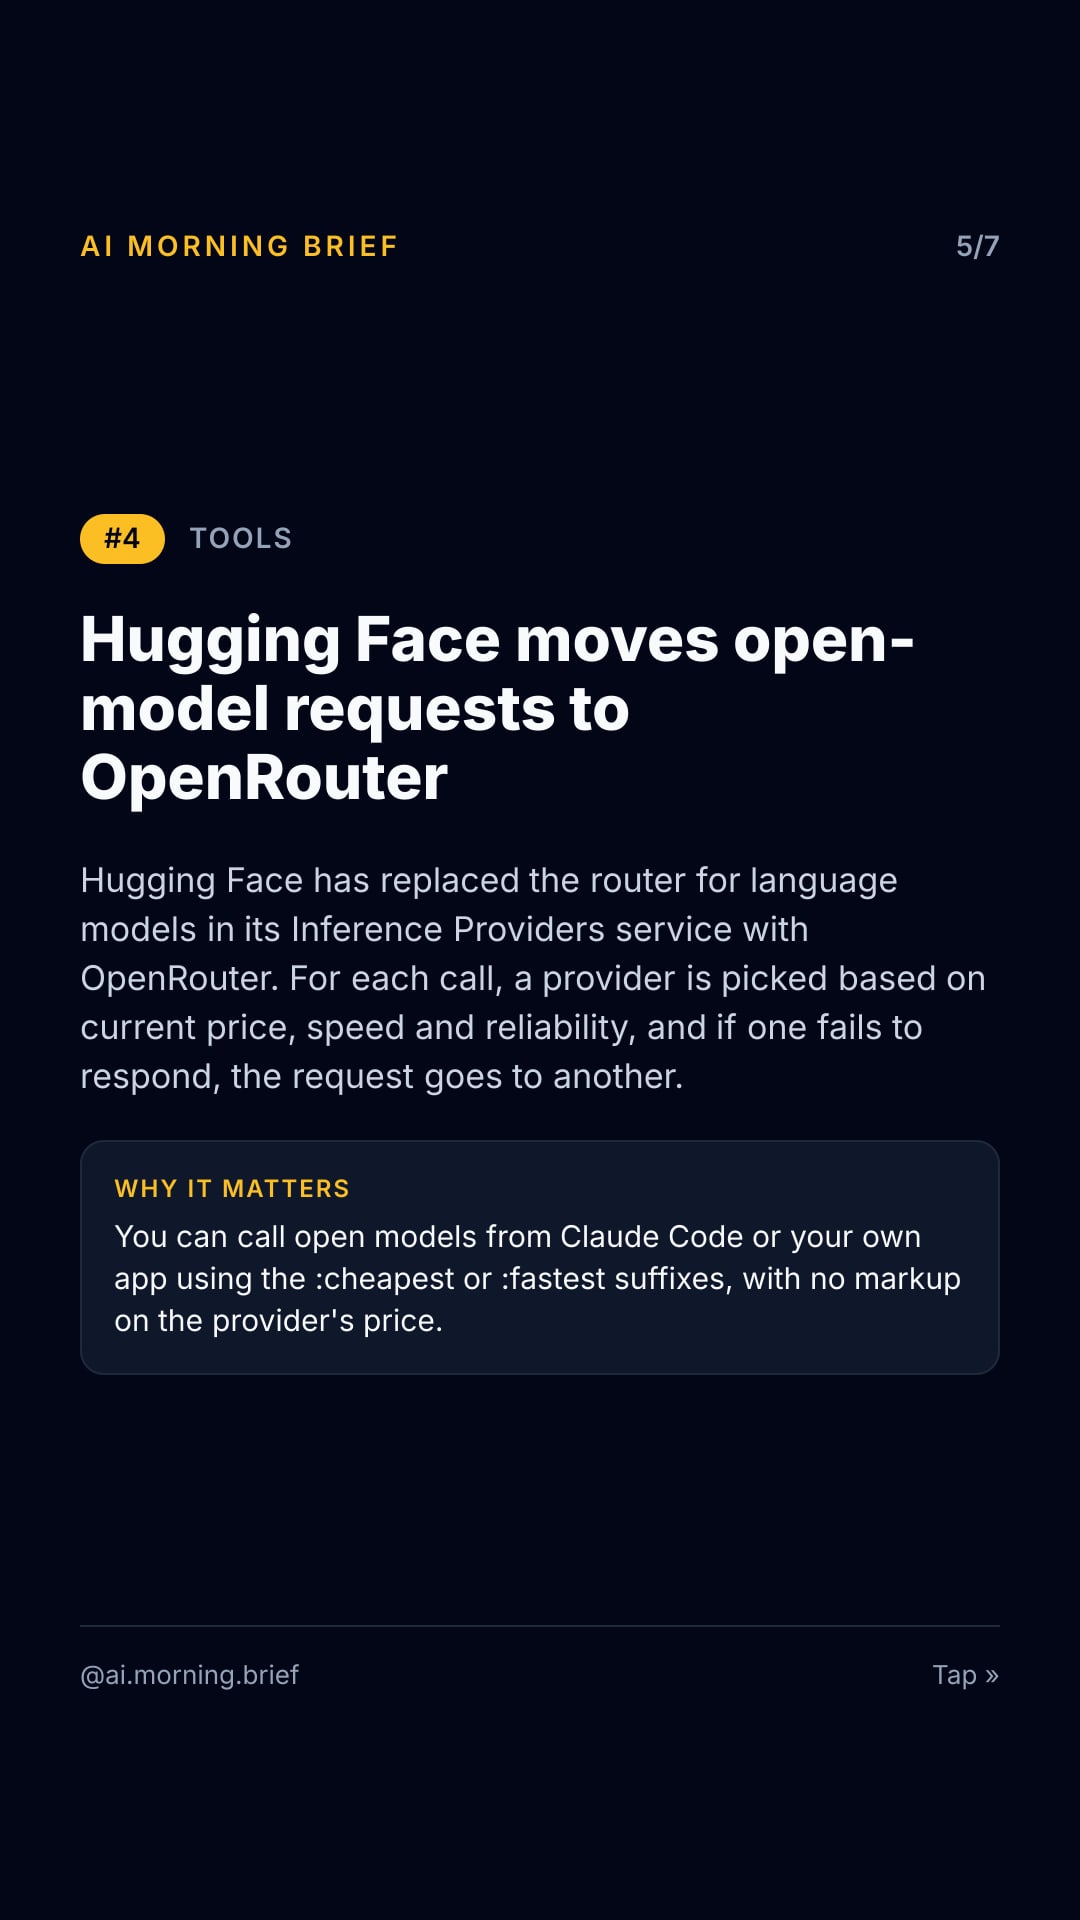 AI MORNING BRIEF
5/7
#4 TOOLS
Hugging Face moves open-
model requests to
OpenRouter
Hugging Face has replaced the router for language
models in its Inference Providers service with
OpenRouter. For each call, a provider is picked based on
current price, speed and reliability, and if one fails to
respond, the request goes to another.
WHY IT MATTERS
You can call open models from Claude Code or your own
app using the :cheapest or :fastest suffixes, with no markup
on the provider's price.
@ai.morning.brief
Tap »